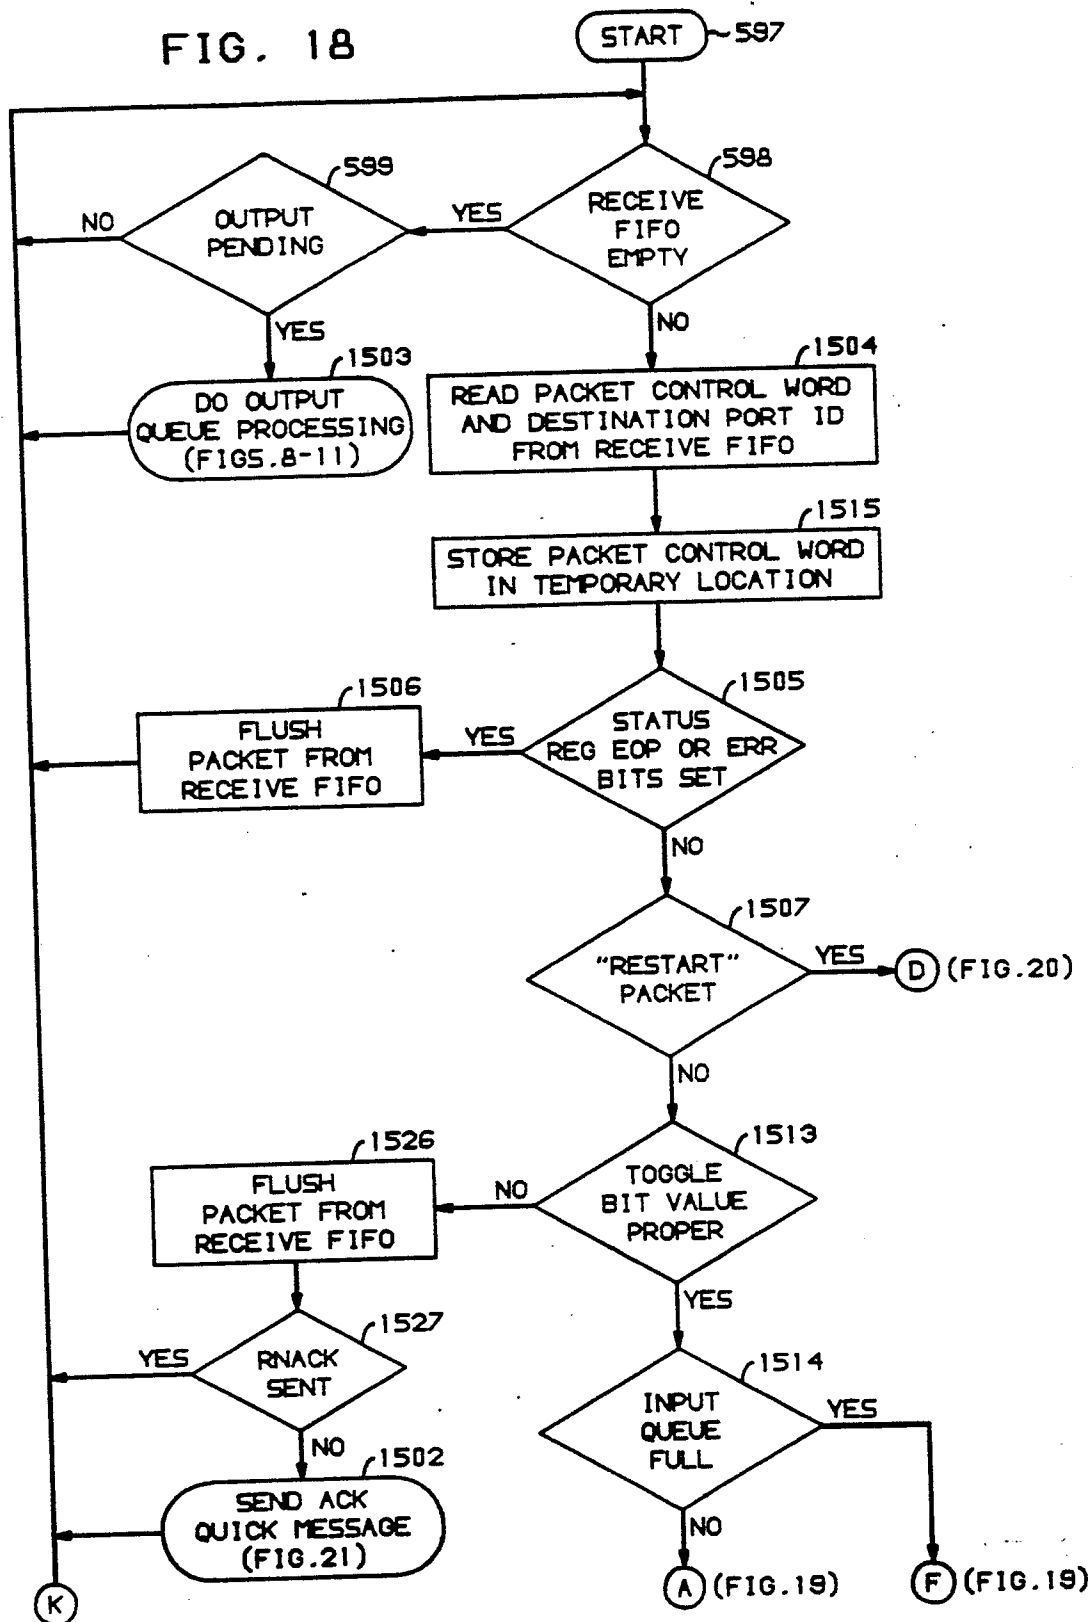 FIG. 18
START
597
598
RECEIVE
FIFO
EMPTY
YES
NO
599
OUTPUT
PENDING
NO
YES
1503
DO OUTPUT
QUEUE PROCESSING
(FIGS.8-11)
1504
READ PACKET CONTROL WORD
AND DESTINATION PORT ID
FROM RECEIVE FIFO
1515
STORE PACKET CONTROL WORD
IN TEMPORARY LOCATION
1505
STATUS
REG EOP OR ERR
BITS SET
YES
NO
1506
FLUSH
PACKET FROM
RECEIVE FIFO
1507
"RESTART"
PACKET
YES
D (FIG.20)
NO
1513
TOGGLE
BIT VALUE
PROPER
NO
YES
1526
FLUSH
PACKET FROM
RECEIVE FIFO
1527
RNACK
SENT
YES
NO
1502
SEND ACK
QUICK MESSAGE
(FIG.21)
1514
INPUT
QUEUE
FULL
YES
NO
K
A (FIG.19)
F (FIG.19)